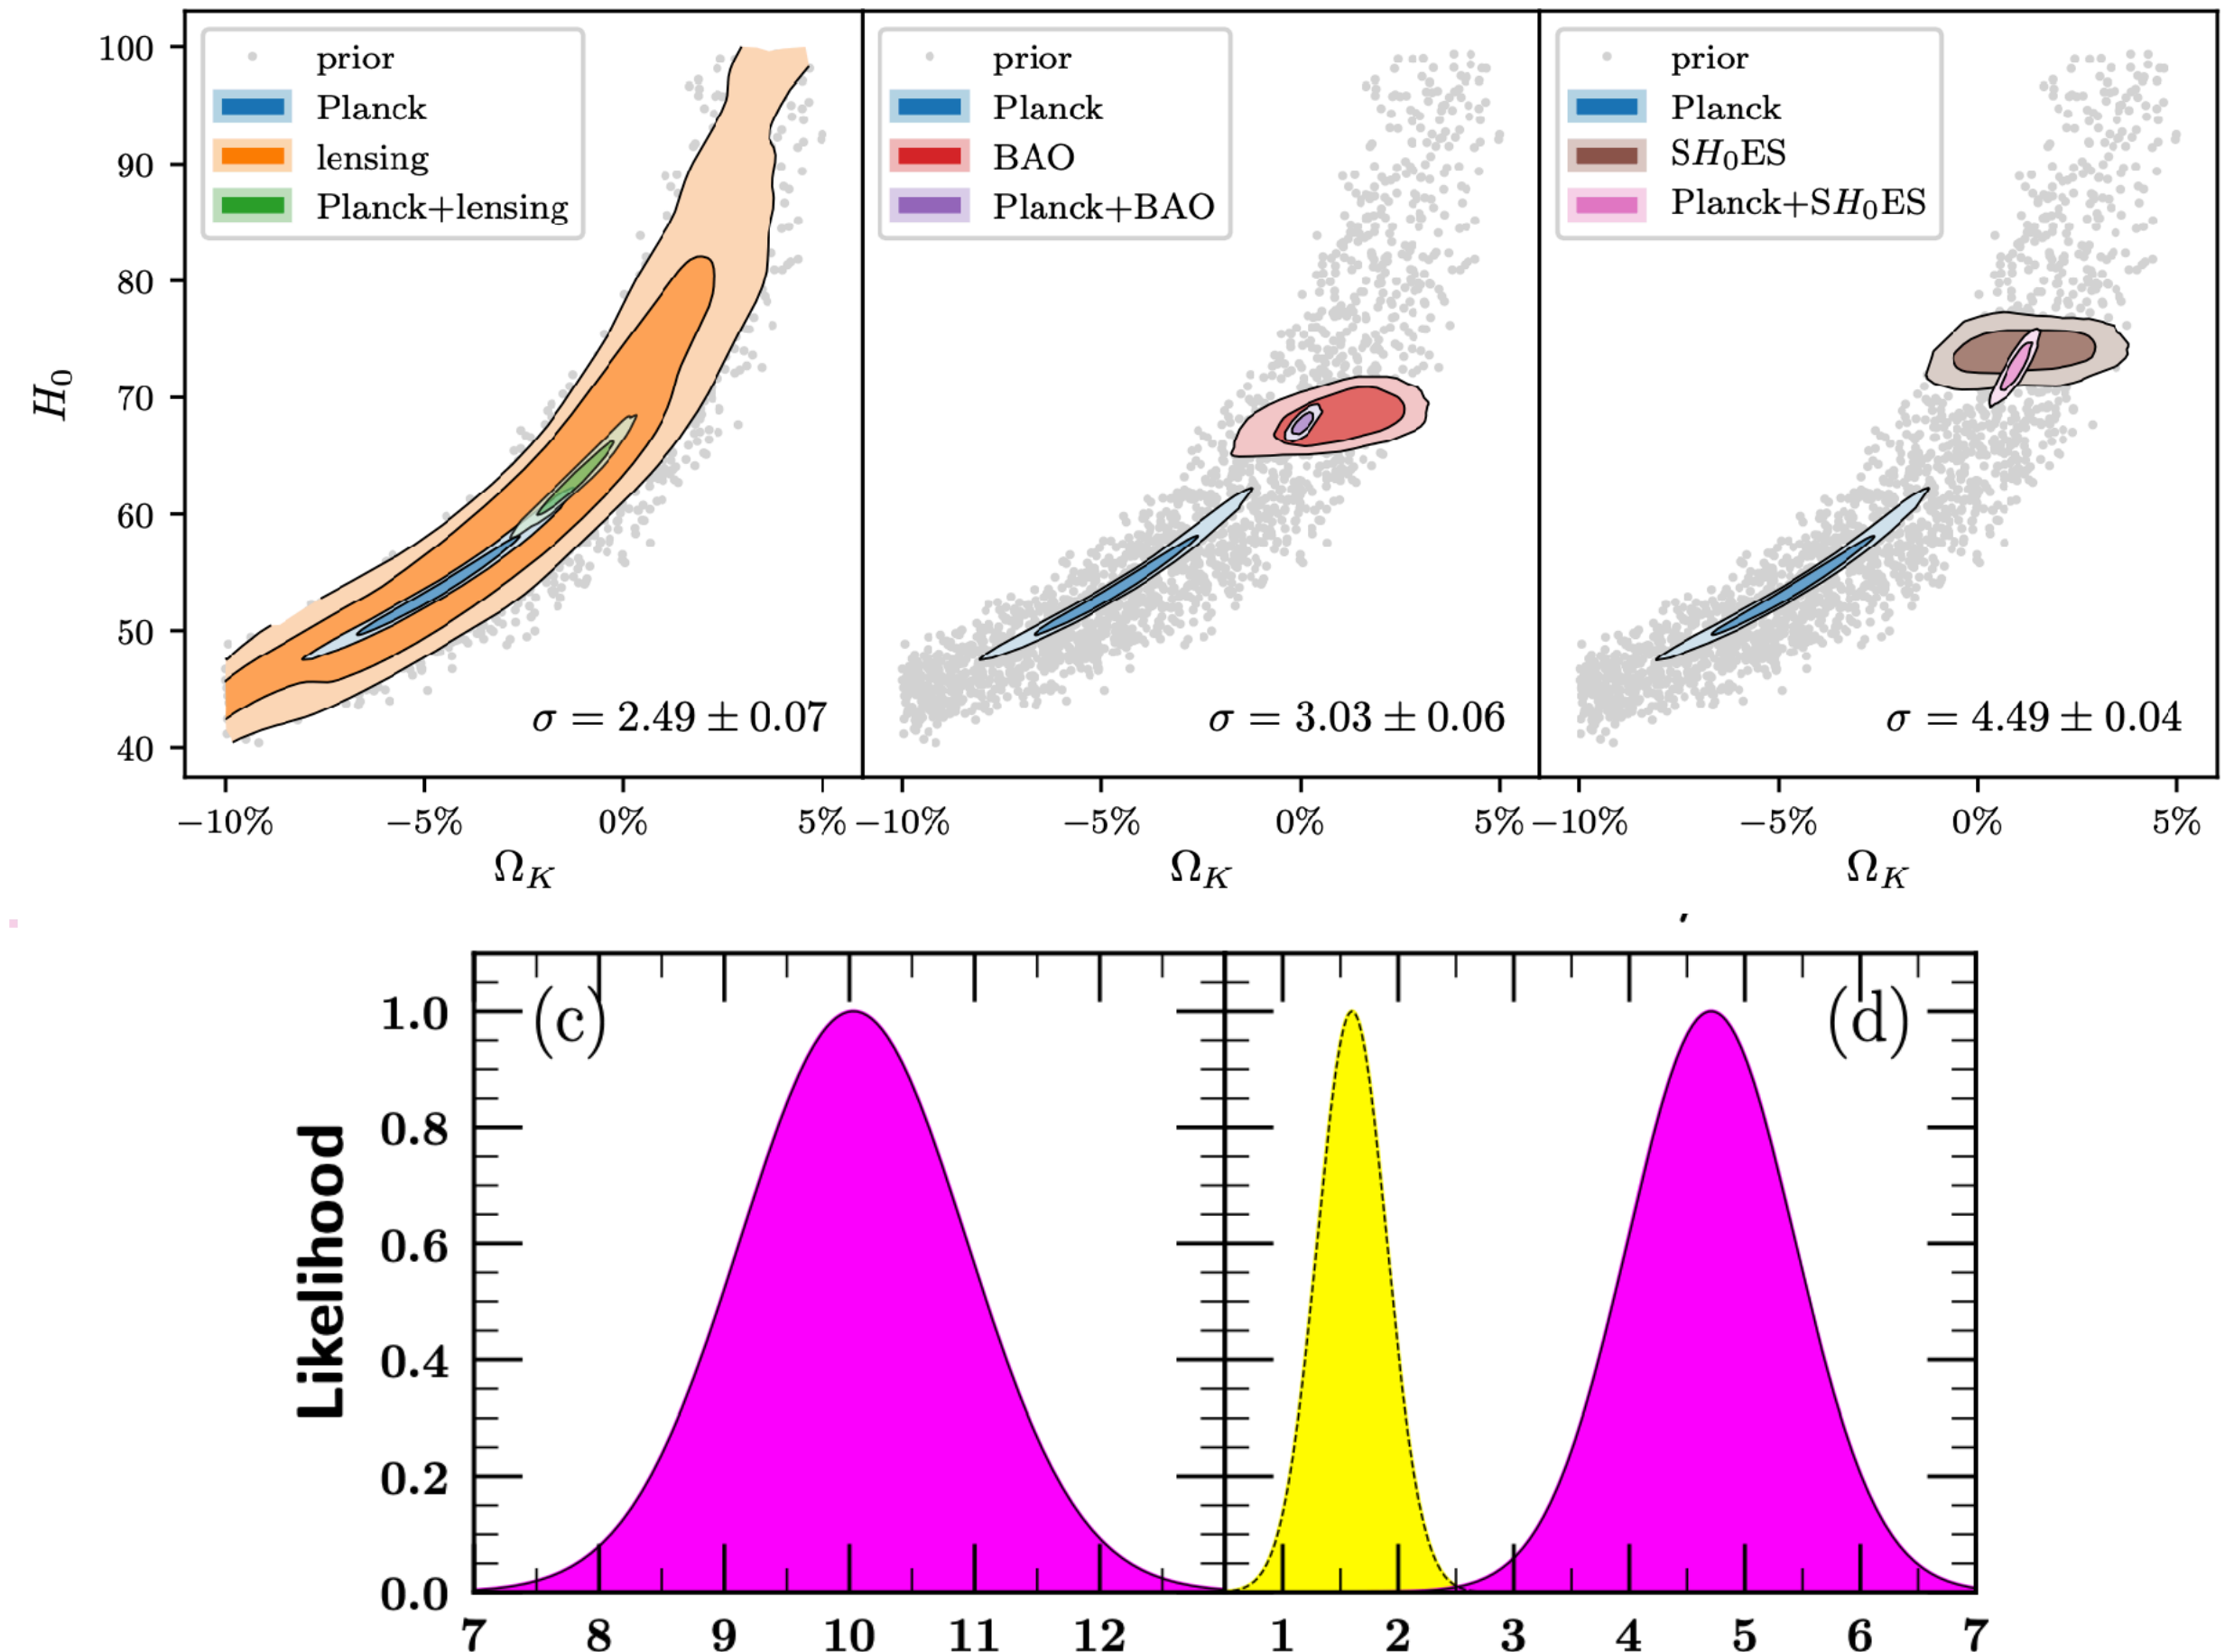 100
90
80
70
60
50
40
H₀
prior
Planck
lensing
Planck+lensing
σ = 2.49 ± 0.07
prior
Planck
BAO
Planck+BAO
σ = 3.03 ± 0.06
prior
Planck
SH₀ES
Planck+SH₀ES
σ = 4.49 ± 0.04
−10% −5% 0% 5% −10% −5% 0% 5% −10% −5% 0% 5%
Ω_K Ω_K Ω_K
(c) (d)
Likelihood
1.0
0.8
0.6
0.4
0.2
0.0
7 8 9 10 11 12 1 2 3 4 5 6 7